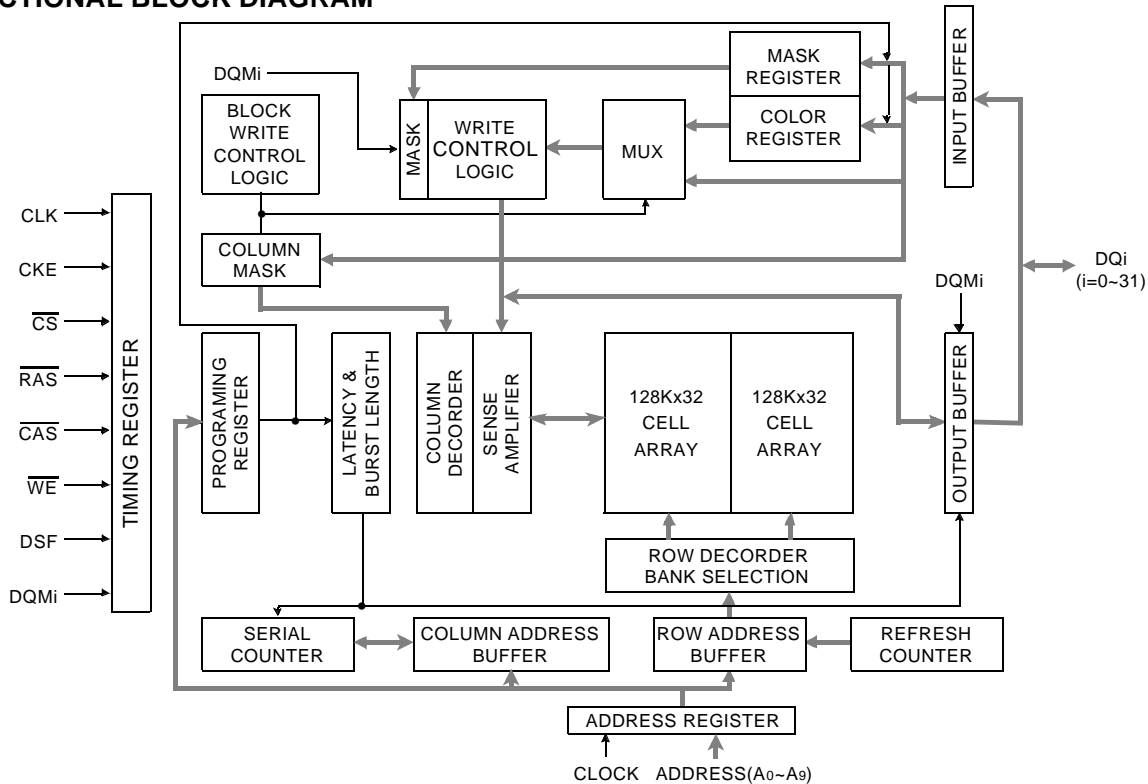 CTIONAL BLOCK DIAGRAM
DQMi
BLOCK
WRITE
CONTROL
LOGIC
MASK
WRITE
CONTROL
LOGIC
MUX
MASK
REGISTER
COLOR
REGISTER
INPUT BUFFER
COLUMN
MASK
DQi
(i=0~31)
DQMi
CLK
CKE
CS
RAS
CAS
WE
DSF
DQMi
TIMING REGISTER
PROGRAMING
REGISTER
LATENCY &
BURST LENGTH
COLUMN
DECORDER
SENSE
AMPLIFIER
128Kx32
CELL
ARRAY
128Kx32
CELL
ARRAY
OUTPUT BUFFER
ROW DECORDER
BANK SELECTION
SERIAL
COUNTER
COLUMN ADDRESS
BUFFER
ROW ADDRESS
BUFFER
REFRESH
COUNTER
ADDRESS REGISTER
CLOCK
ADDRESS(A0~A9)